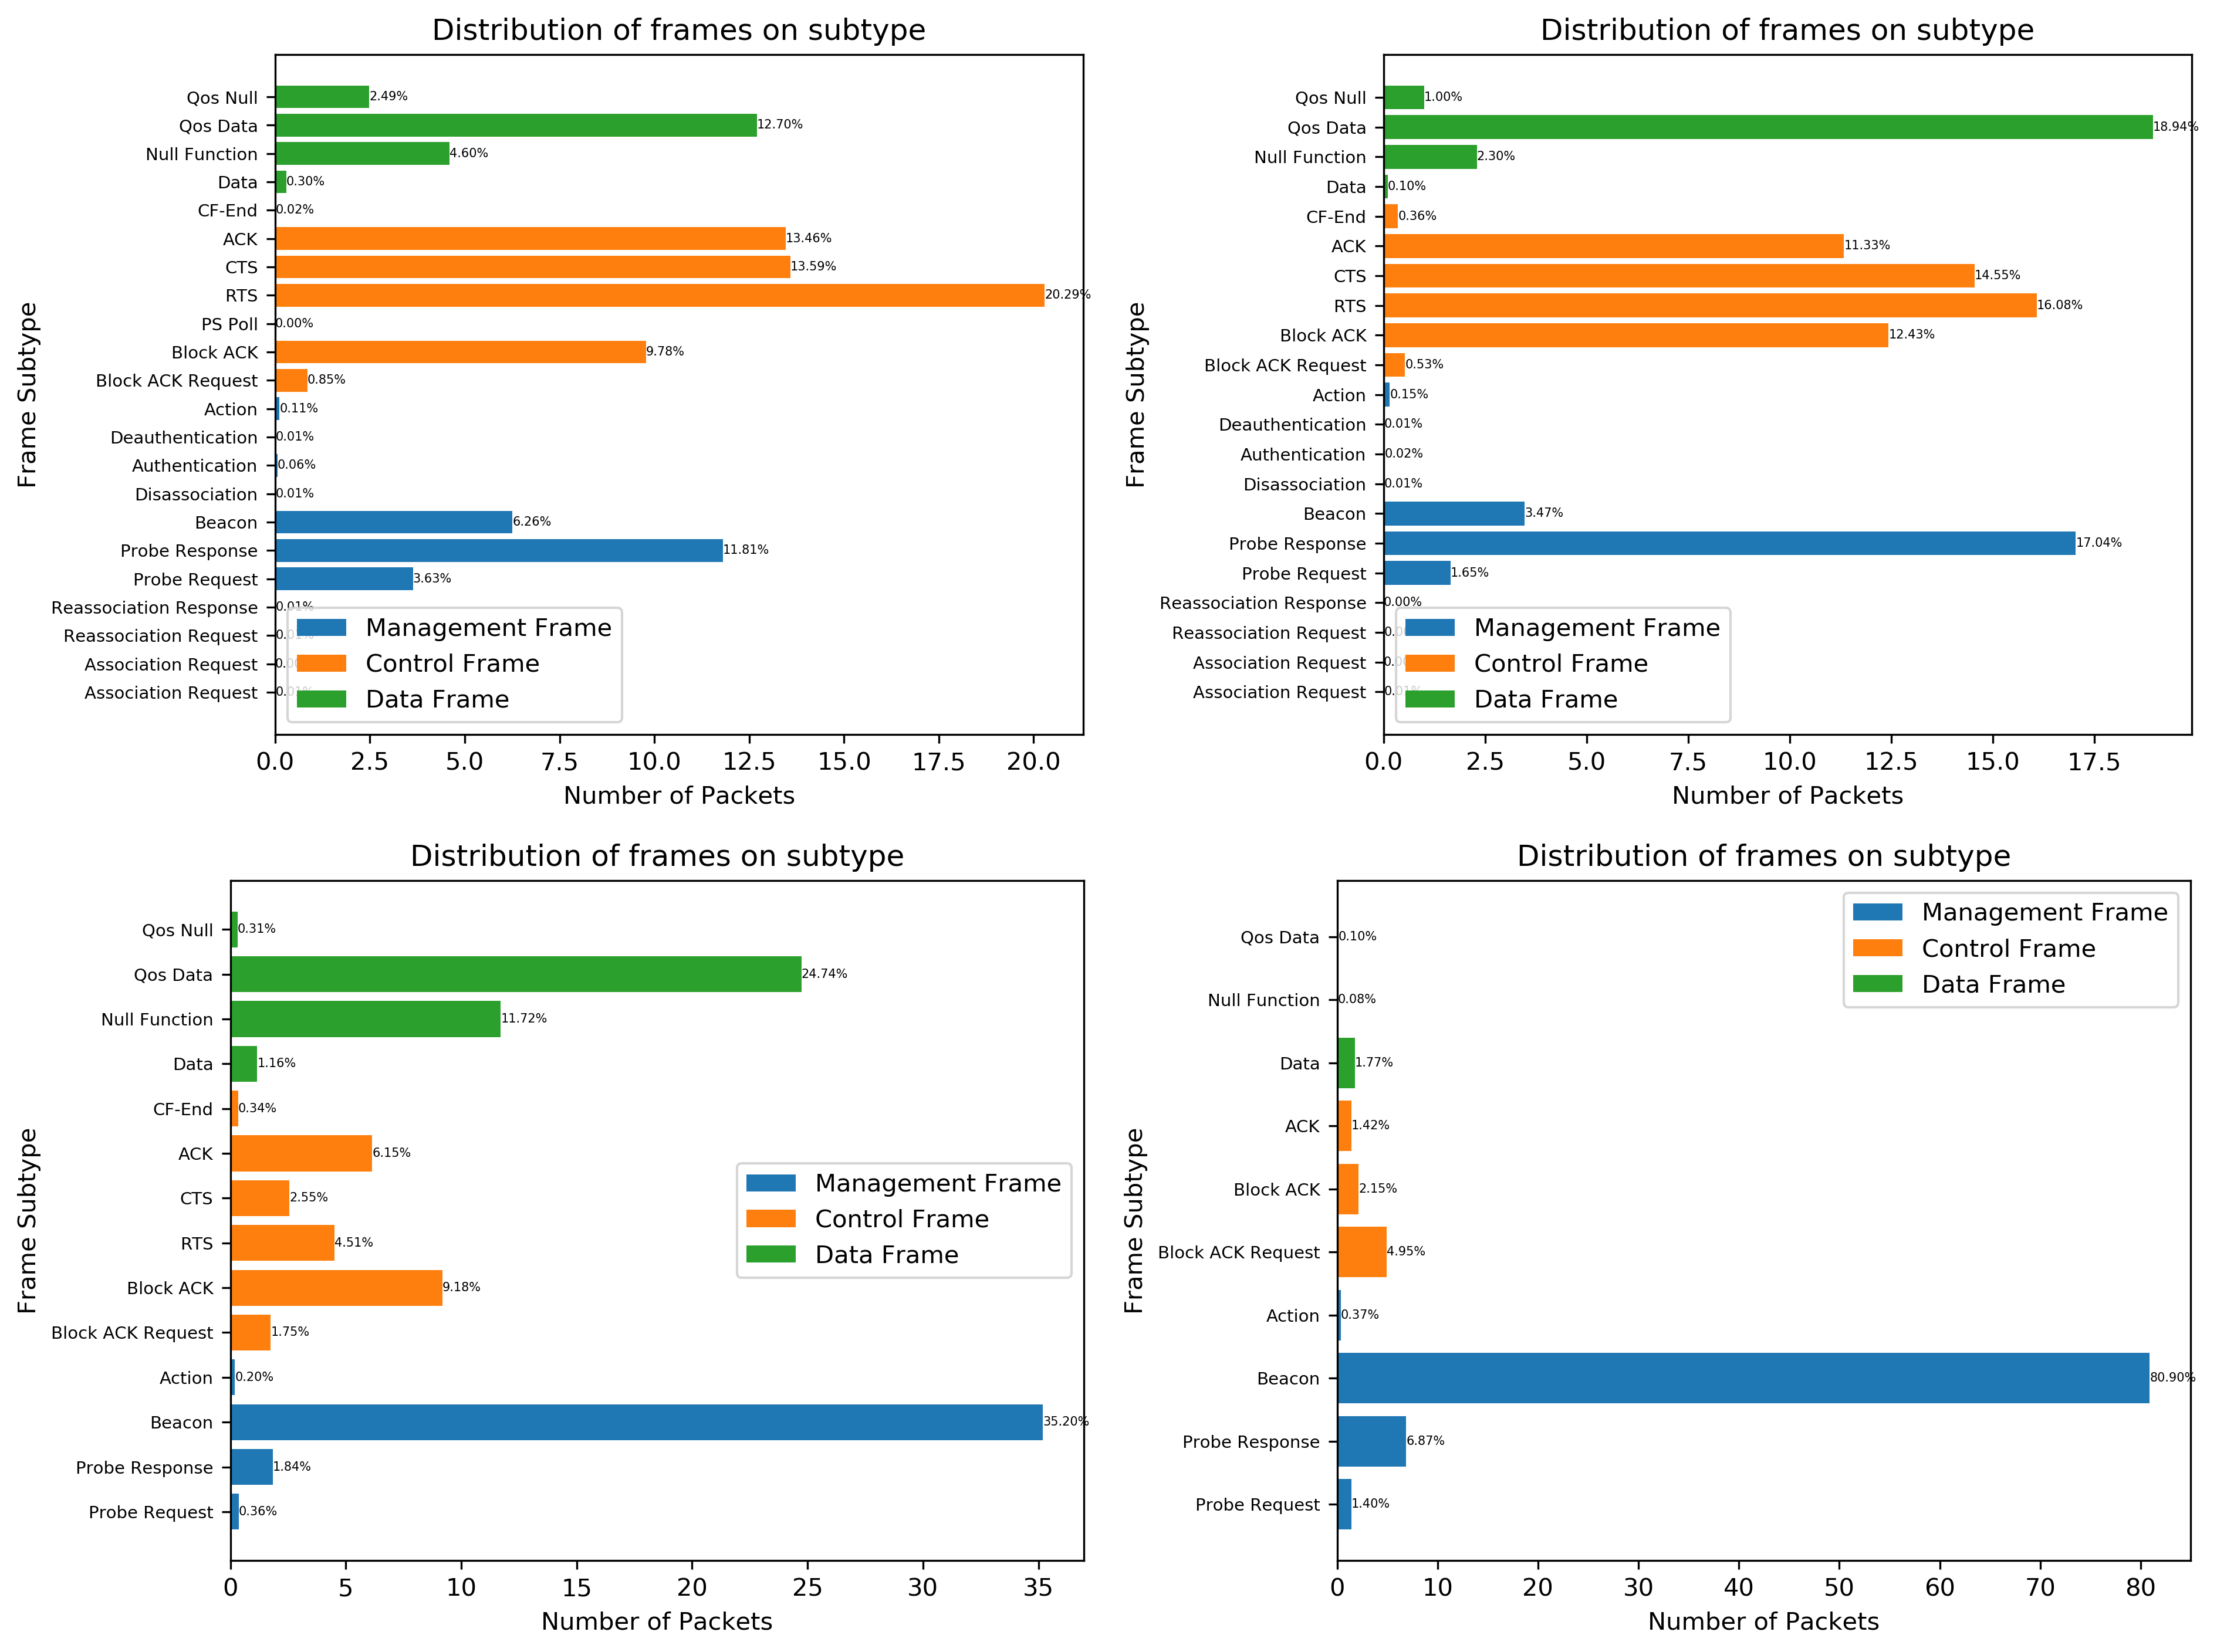 Distribution of frames on subtype
Frame Subtype
Qos Null 2.49%
Qos Data 12.70%
Null Function 4.60%
Data 0.30%
CF-End 0.02%
ACK 13.46%
CTS 13.59%
RTS 20.29%
PS Poll 0.00%
Block ACK 9.78%
Block ACK Request 0.85%
Action 0.11%
Deauthentication 0.01%
Authentication 0.06%
Disassociation 0.01%
Beacon 6.26%
Probe Response 11.81%
Probe Request 3.63%
Reassociation Response 0.01%
Reassociation Request
Association Request
Association Request
Management Frame
Control Frame
Data Frame
0.0 2.5 5.0 7.5 10.0 12.5 15.0 17.5 20.0
Number of Packets
Distribution of frames on subtype
Frame Subtype
Qos Null 1.00%
Qos Data 18.94%
Null Function 2.30%
Data 0.10%
CF-End 0.36%
ACK 11.33%
CTS 14.55%
RTS 16.08%
Block ACK 12.43%
Block ACK Request 0.53%
Action 0.15%
Deauthentication 0.01%
Authentication 0.02%
Disassociation 0.01%
Beacon 3.47%
Probe Response 17.04%
Probe Request 1.65%
Reassociation Response 0.00%
Reassociation Request
Association Request
Association Request
Management Frame
Control Frame
Data Frame
0.0 2.5 5.0 7.5 10.0 12.5 15.0 17.5
Number of Packets
Distribution of frames on subtype
Frame Subtype
Qos Null 0.31%
Qos Data 24.74%
Null Function 11.72%
Data 1.16%
CF-End 0.34%
ACK 6.15%
CTS 2.55%
RTS 4.51%
Block ACK 9.18%
Block ACK Request 1.75%
Action 0.20%
Beacon 35.20%
Probe Response 1.84%
Probe Request 0.36%
Management Frame
Control Frame
Data Frame
0 5 10 15 20 25 30 35
Number of Packets
Distribution of frames on subtype
Frame Subtype
Qos Data 0.10%
Null Function 0.08%
Data 1.77%
ACK 1.42%
Block ACK 2.15%
Block ACK Request 4.95%
Action 0.37%
Beacon 80.90%
Probe Response 6.87%
Probe Request 1.40%
Management Frame
Control Frame
Data Frame
0 10 20 30 40 50 60 70 80
Number of Packets